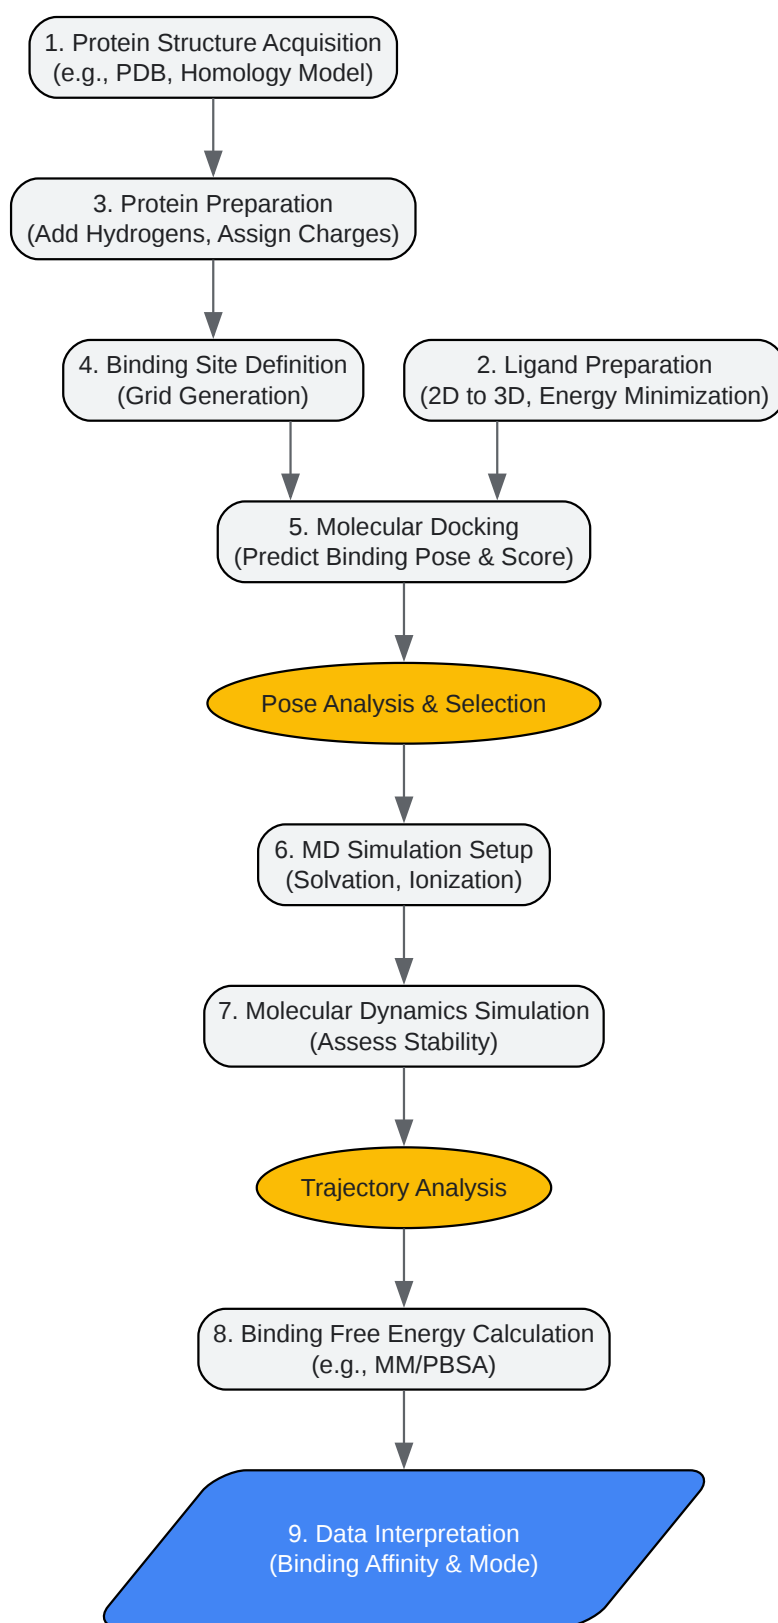 1. Protein Structure Acquisition
(e.g., PDB, Homology Model)
3. Protein Preparation
(Add Hydrogens, Assign Charges)
4. Binding Site Definition
(Grid Generation)
2. Ligand Preparation
(2D to 3D, Energy Minimization)
5. Molecular Docking
(Predict Binding Pose & Score)
Pose Analysis & Selection
6. MD Simulation Setup
(Solvation, Ionization)
7. Molecular Dynamics Simulation
(Assess Stability)
Trajectory Analysis
8. Binding Free Energy Calculation
(e.g., MM/PBSA)
9. Data Interpretation
(Binding Affinity & Mode)